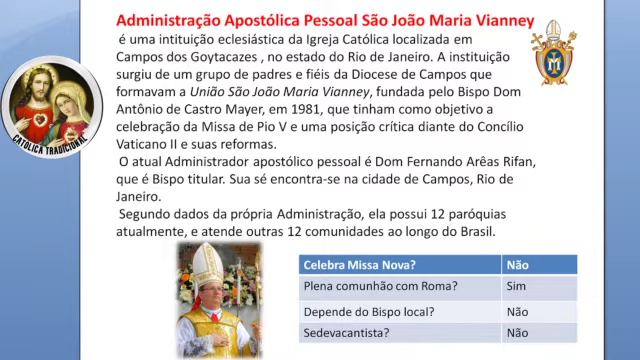 Administração Apostólica Pessoal São João Maria Vianney
é uma intituição eclesiástica da Igreja Católica localizada em
Campos dos Goytacazes , no estado do Rio de Janeiro. A instituição
surgiu de um grupo de padres e fiéis da Diocese de Campos que
formavam a União São João Maria Vianney, fundada pelo Bispo Dom
Antônio de Castro Mayer, em 1981, que tinham como objetivo a
celebração da Missa de Pio V e uma posição crítica diante do Concílio
Vaticano II e suas reformas.
O atual Administrador apostólico pessoal é Dom Fernando Arêas Rifan,
que é Bispo titular. Sua sé encontra-se na cidade de Campos, Rio de
Janeiro.
Segundo dados da própria Administração, ela possui 12 paróquias
atualmente, e atende outras 12 comunidades ao longo do Brasil.
CATÓLICA TRADICIONAL
Celebra Missa Nova? Não
Plena comunhão com Roma? Sim
Depende do Bispo local? Não
Sedevacantista? Não